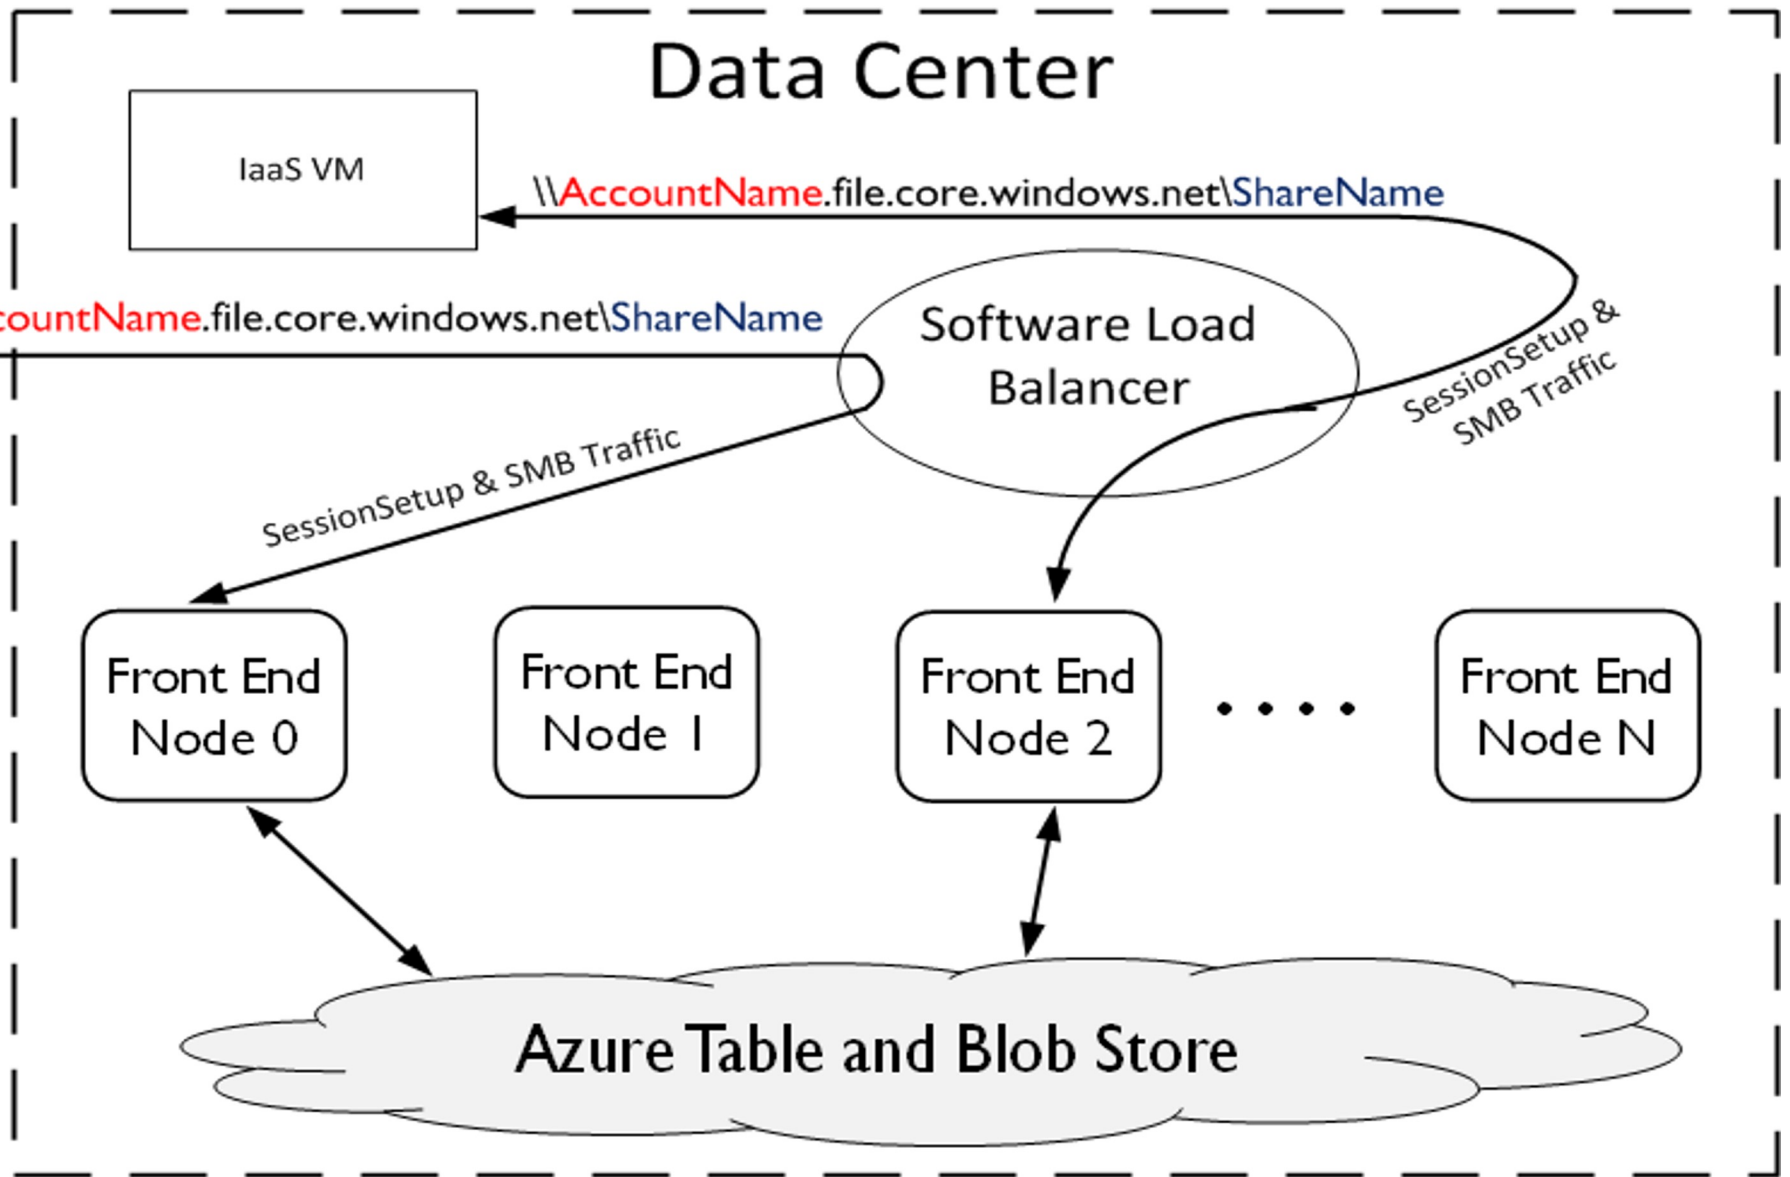 Data Center
IaaS VM
\\AccountName.file.core.windows.net\ShareName
countName.file.core.windows.net\ShareName
Software Load
Balancer
SessionSetup &
SMB Traffic
SessionSetup & SMB Traffic
Front End
Node 0
Front End
Node 1
Front End
Node 2
. . . .
Front End
Node N
Azure Table and Blob Store